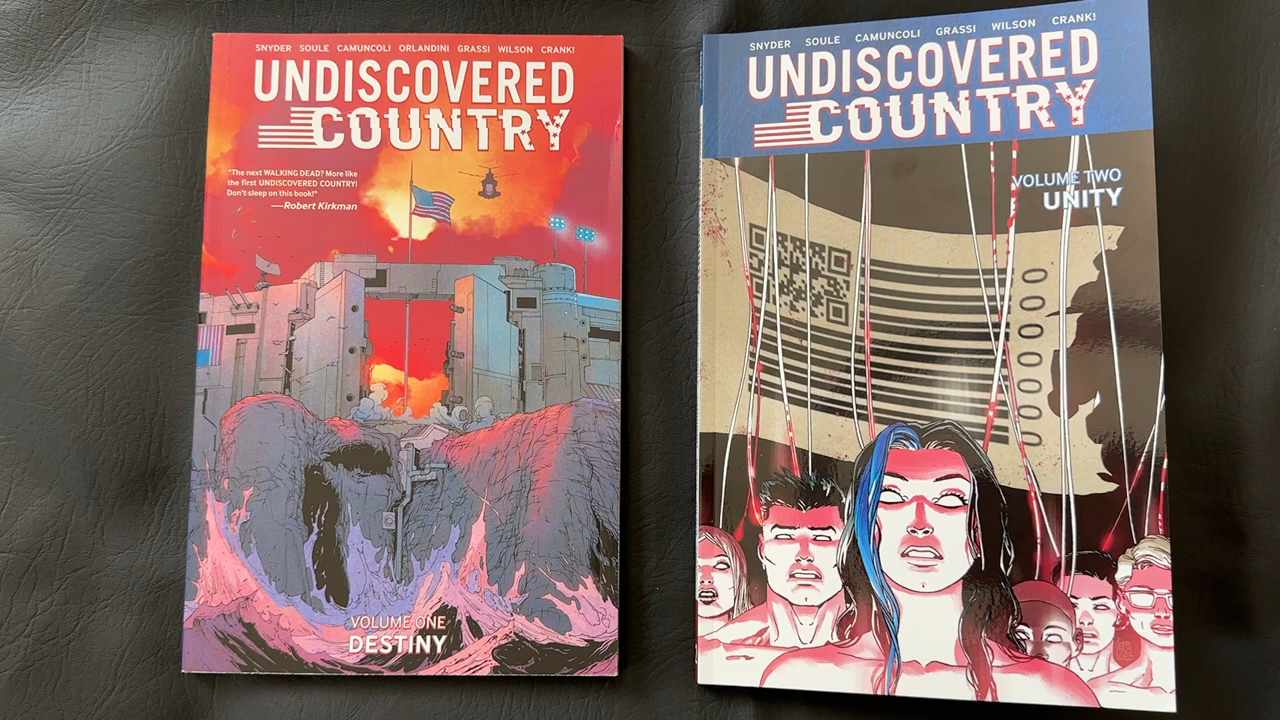 SNYDER SOULE CAMUNCOLI ORLANDINI GRASSI WILSON CRANK!
UNDISCOVERED
COUNTRY
"The next WALKING DEAD? More like
the first UNDISCOVERED COUNTRY!
Don't sleep on this book!"
—Robert Kirkman
VOLUME ONE
DESTINY
SNYDER SOULE CAMUNCOLI GRASSI WILSON CRANK!
UNDISCOVERED
COUNTRY
VOLUME TWO
UNITY
0000000